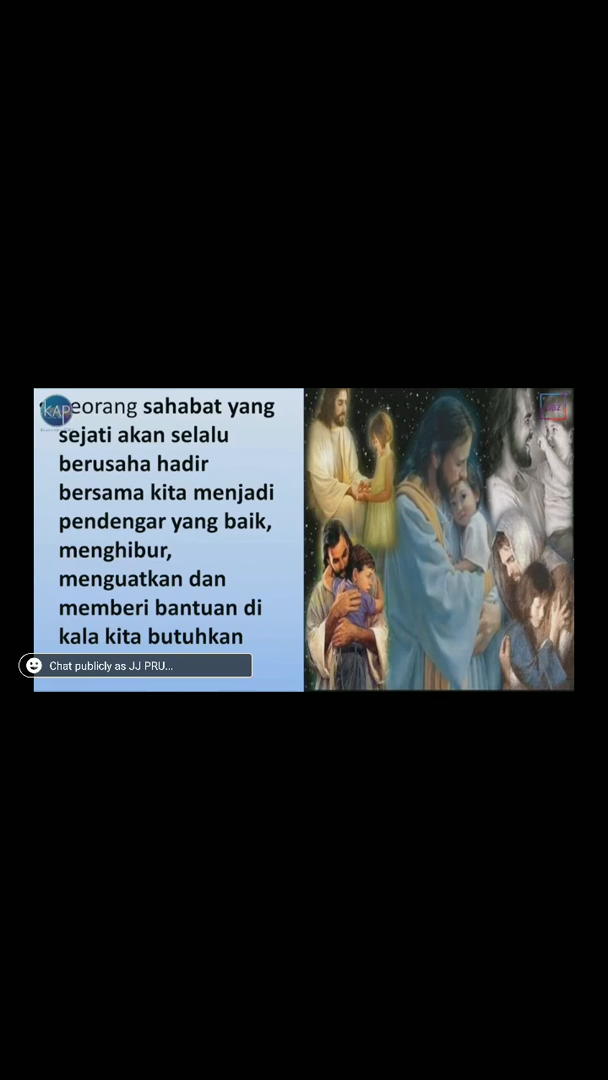 KAP
eorang sahabat yang
sejati akan selalu
berusaha hadir
bersama kita menjadi
pendengar yang baik,
menghibur,
menguatkan dan
memberi bantuan di
kala kita butuhkan
Chat publicly as JJ PRU...